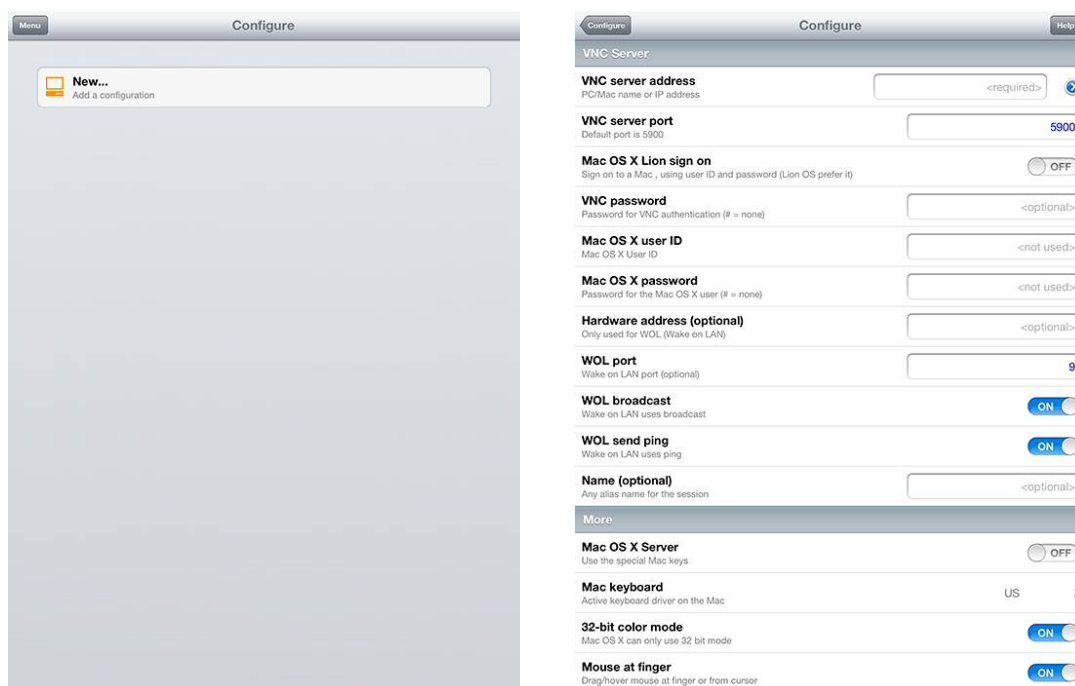 Menu
Configure
New...
Add a configuration
Configure
Configure
Help
VNC Server
VNC server address
PC/Mac name or IP address
<required>
VNC server port
Default port is 5900
5900
Mac OS X Lion sign on
Sign on to a Mac , using user ID and password (Lion OS prefer it)
OFF
VNC password
Password for VNC authentication (# = none)
<optional>
Mac OS X user ID
Mac OS X User ID
<not used>
Mac OS X password
Password for the Mac OS X user (# = none)
<not used>
Hardware address (optional)
Only used for WOL (Wake on LAN)
<optional>
WOL port
Wake on LAN port (optional)
9
WOL broadcast
Wake on LAN uses broadcast
ON
WOL send ping
Wake on LAN uses ping
ON
Name (optional)
Any alias name for the session
<optional>
More
Mac OS X Server
Use the special Mac keys
OFF
Mac keyboard
Active keyboard driver on the Mac
US
32-bit color mode
Mac OS X can only use 32 bit mode
ON
Mouse at finger
Drag/hover mouse at finger or from cursor
ON